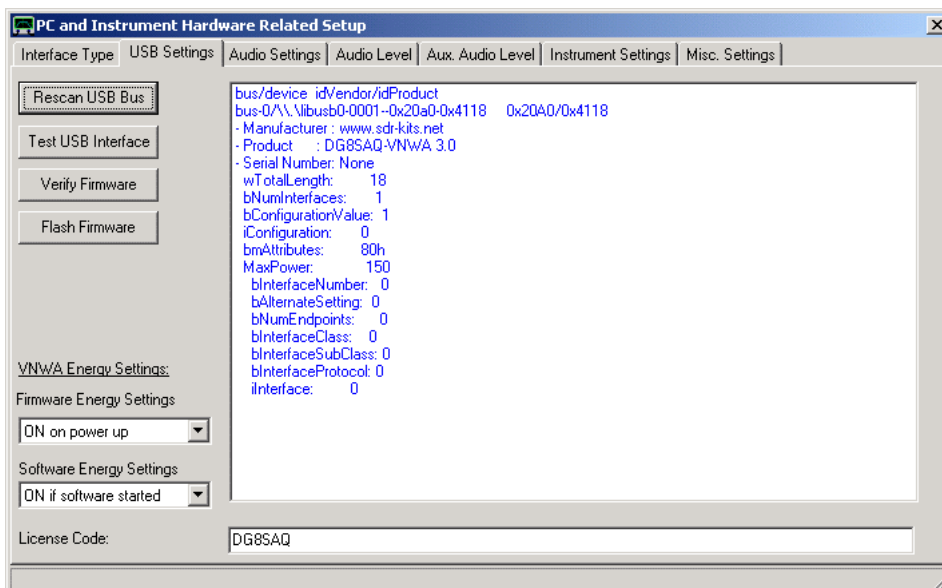 PC and Instrument Hardware Related Setup
Interface Type USB Settings Audio Settings Audio Level Aux. Audio Level Instrument Settings Misc. Settings
Rescan USB Bus
Test USB Interface
Verify Firmware
Flash Firmware
bus/device idVendor/idProduct
bus-0/\\.\libusb0-0001--0x20a0-0x4118 0x20A0/0x4118
- Manufacturer : www.sdr-kits.net
- Product : DG8SAQ-VNWA 3.0
- Serial Number: None
wTotalLength: 18
bNumInterfaces: 1
bConfigurationValue: 1
iConfiguration: 0
bmAttributes: 80h
MaxPower: 150
bInterfaceNumber: 0
bAlternateSetting: 0
bNumEndpoints: 0
bInterfaceClass: 0
bInterfaceSubClass: 0
bInterfaceProtocol: 0
iInterface: 0
VNWA Energy Settings:
Firmware Energy Settings
ON on power up
Software Energy Settings
ON if software started
License Code: DG8SAQ